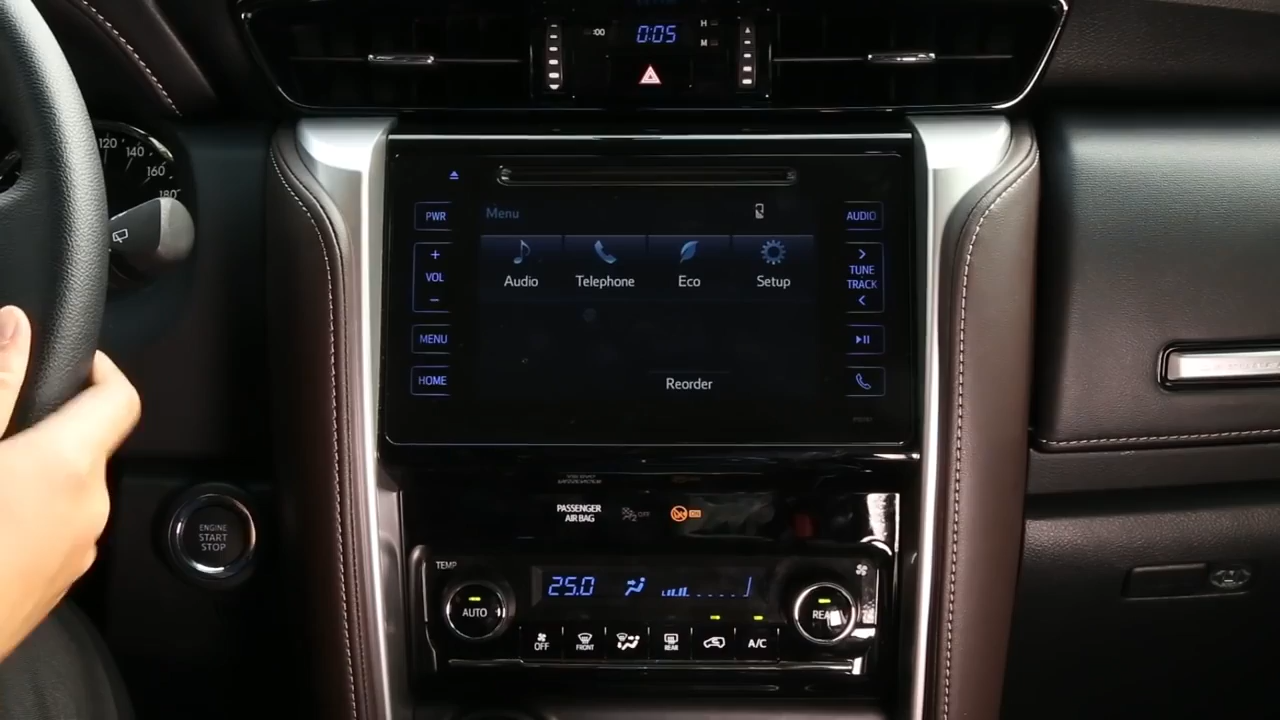 :00
0:05
H
M
120
140
160
180
PWR
Menu
AUDIO
+
VOL
−
Audio
Telephone
Eco
Setup
>
TUNE
TRACK
<
MENU
HOME
Reorder
PASSENGER
AIR BAG
OFF
ON
ENGINE
START
STOP
TEMP
25.0
AUTO
OFF
FRONT
REAR
A/C